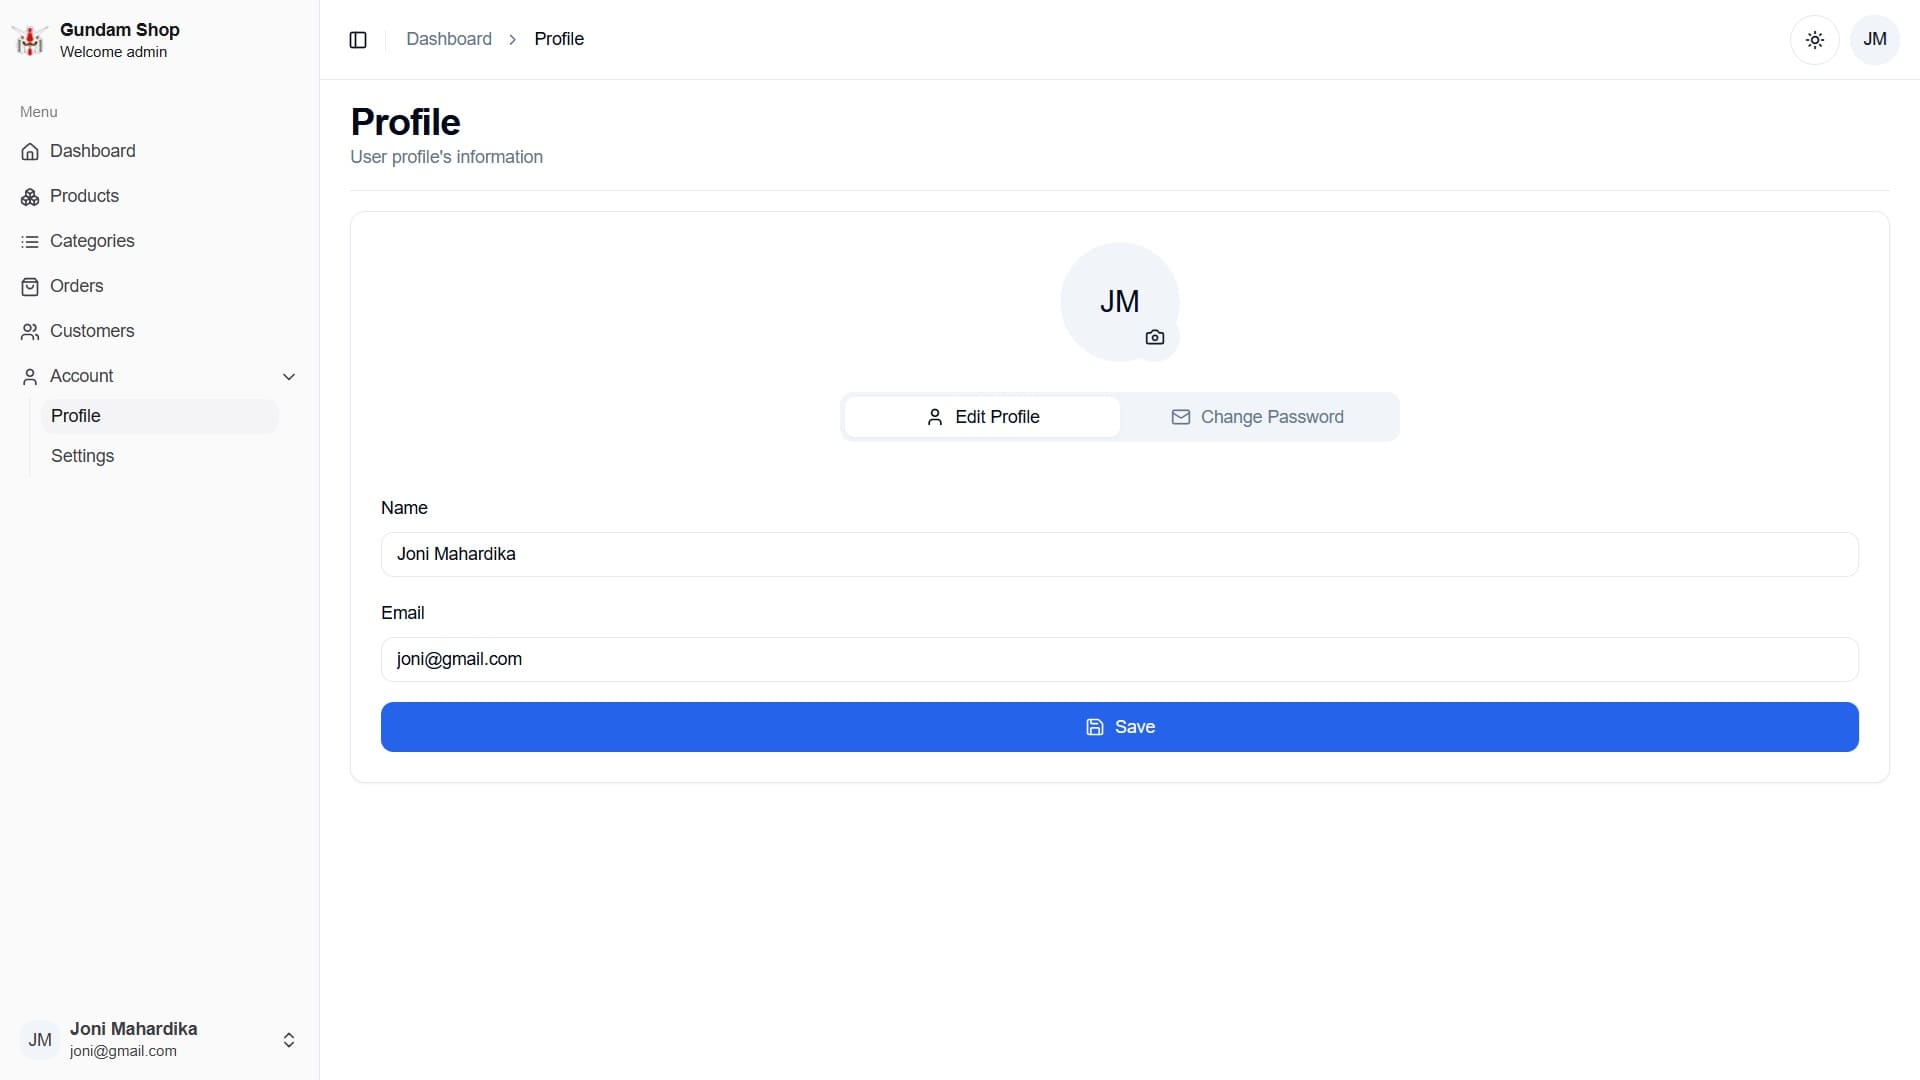 Gundam Shop
Welcome admin
Menu
Dashboard
Products
Categories
Orders
Customers
Account
Profile
Settings
Joni Mahardika
joni@gmail.com
JM
Dashboard
Profile
JM
Profile
User profile's information
JM
Edit Profile
Change Password
Name
Joni Mahardika
Email
joni@gmail.com
Save